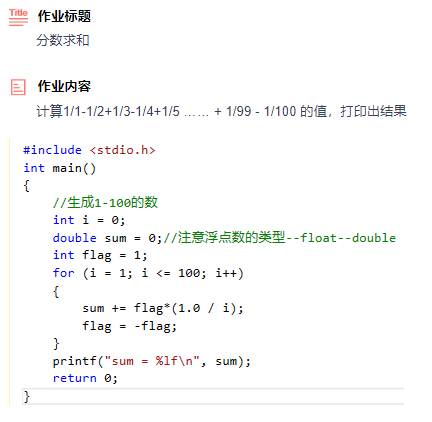 Title 作业标题
分数求和
作业内容
计算1/1-1/2+1/3-1/4+1/5 …… + 1/99 - 1/100 的值，打印出结果
#include <stdio.h>
int main()
{
    //生成1-100的数
    int i = 0;
    double sum = 0;//注意浮点数的类型--float--double
    int flag = 1;
    for (i = 1; i <= 100; i++)
    {
        sum += flag*(1.0 / i);
        flag = -flag;
    }
    printf("sum = %lf\n", sum);
    return 0;
}